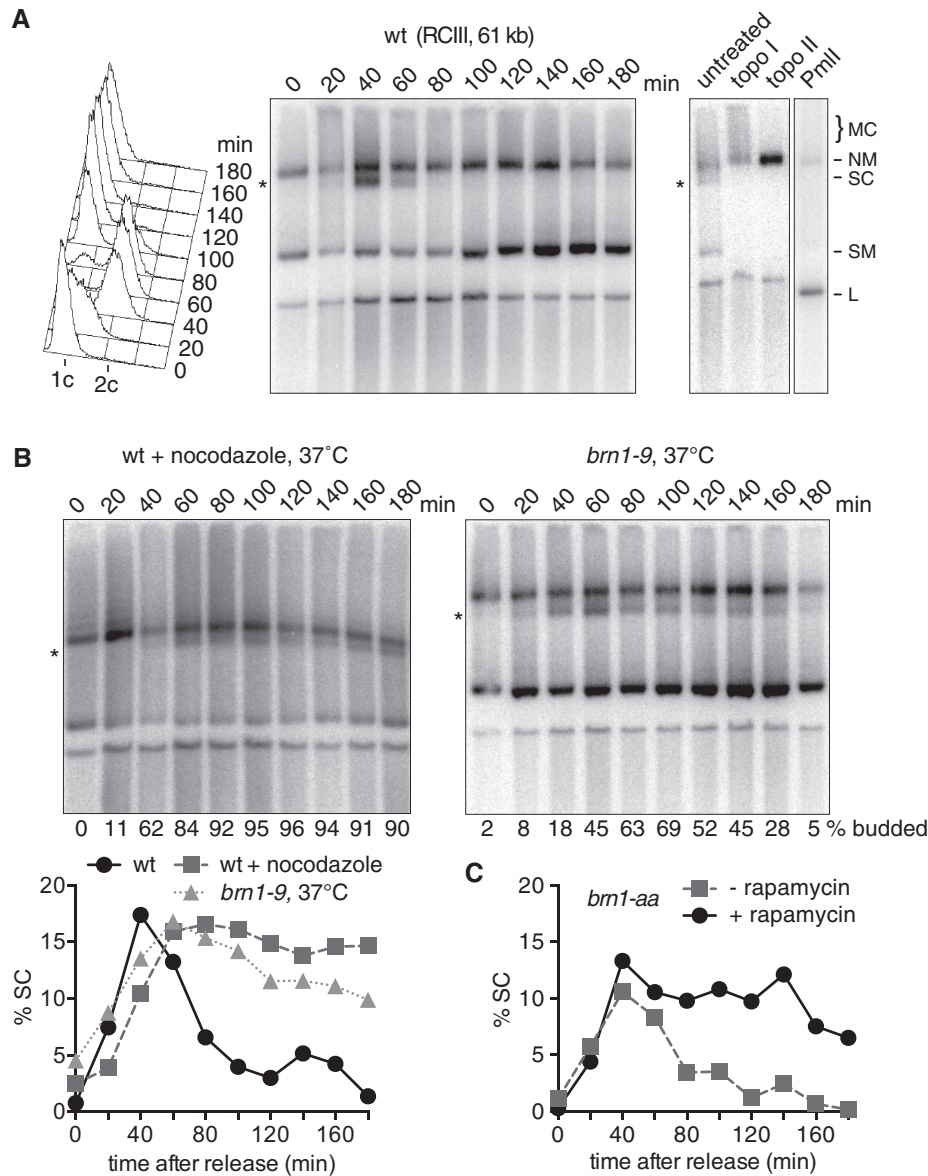 A
wt (RCIII, 61 kb)
0 20 40 60 80 100 120 140 160 180 min
untreated topo I topo II PmlI
min
180
160
140
120
100
80
60
40
20
0
1c 2c
*
*
} MC
NM
SC
SM
L
B
wt + nocodazole, 37˚C
0 20 40 60 80 100 120 140 160 180 min
*
0 11 62 84 92 95 96 94 91 90
brn1-9, 37°C
0 20 40 60 80 100 120 140 160 180 min
*
2 8 18 45 63 69 52 45 28 5 % budded
wt wt + nocodazole
brn1-9, 37°C
% SC
20
15
10
5
0
0 40 80 120 160
time after release (min)
C
brn1-aa
- rapamycin
+ rapamycin
% SC
20
15
10
5
0
0 40 80 120 160
time after release (min)